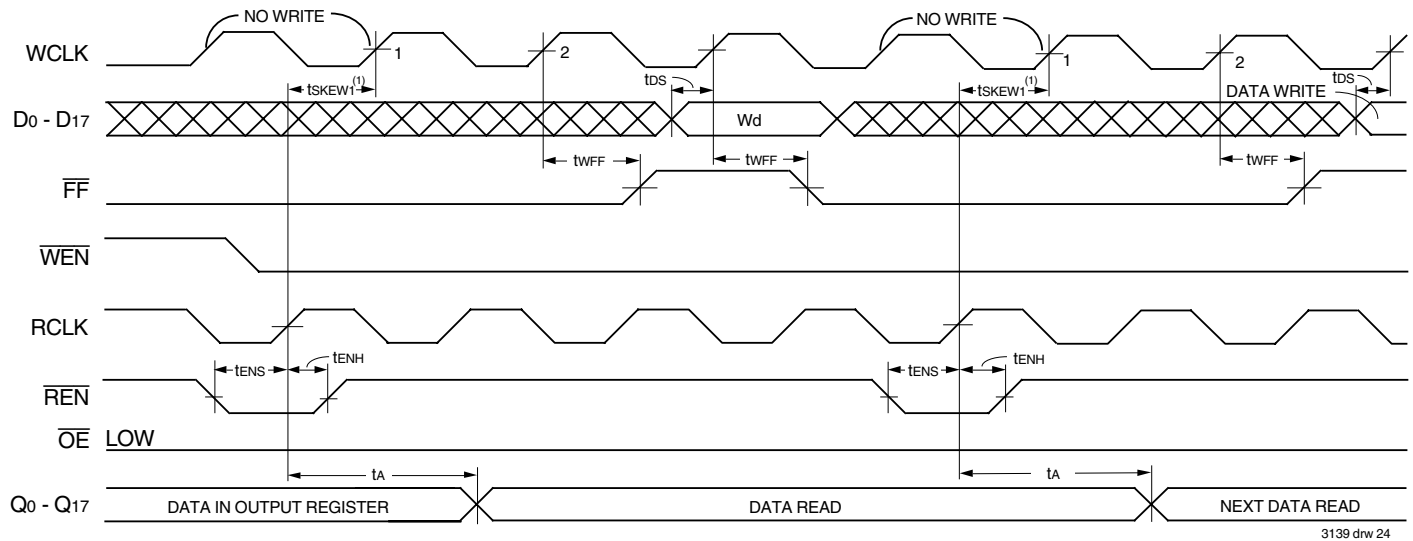 NO WRITE NO WRITE
WCLK 1 2 1 2
tSKEW1(1) tDS tSKEW1(1) tDS
DATA WRITE
D0 - D17 Wd
tWFF tWFF tWFF
FF
WEN
RCLK
tENS tENH tENS tENH
REN
OE LOW
tA tA
Q0 - Q17 DATA IN OUTPUT REGISTER DATA READ NEXT DATA READ
3139 drw 24